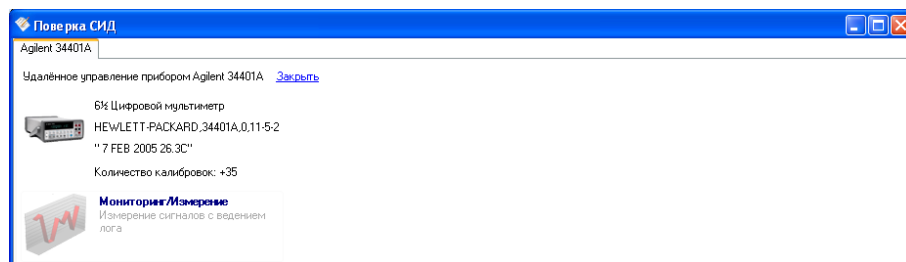 Поверка СИД
Agilent 34401A
Удалённое управление прибором Agilent 34401A Закрыть
6½ Цифровой мультиметр
HEWLETT-PACKARD,34401A,0,11-5-2
" 7 FEB 2005 26.3C"
Количество калибровок: +35
Мониторинг/Измерение
Измерение сигналов с ведением
лога